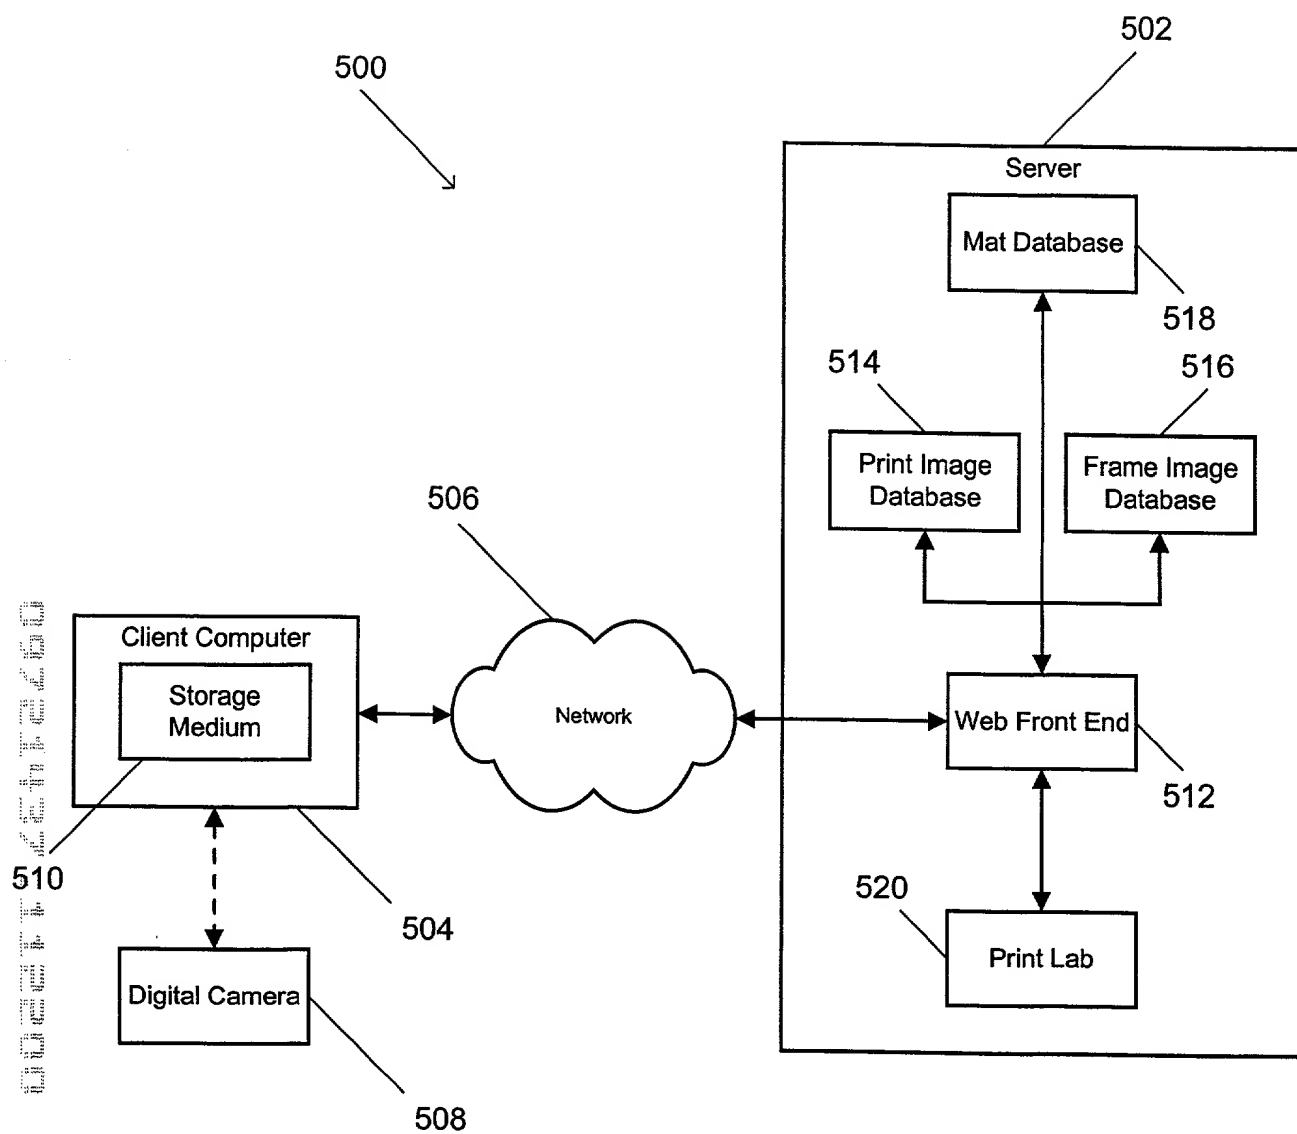 502
500
Server
Mat Database
518
514
516
Print Image
Database
Frame Image
Database
506
Client Computer
Storage
Medium
Network
Web Front End
512
510
504
520
Print Lab
Digital Camera
508